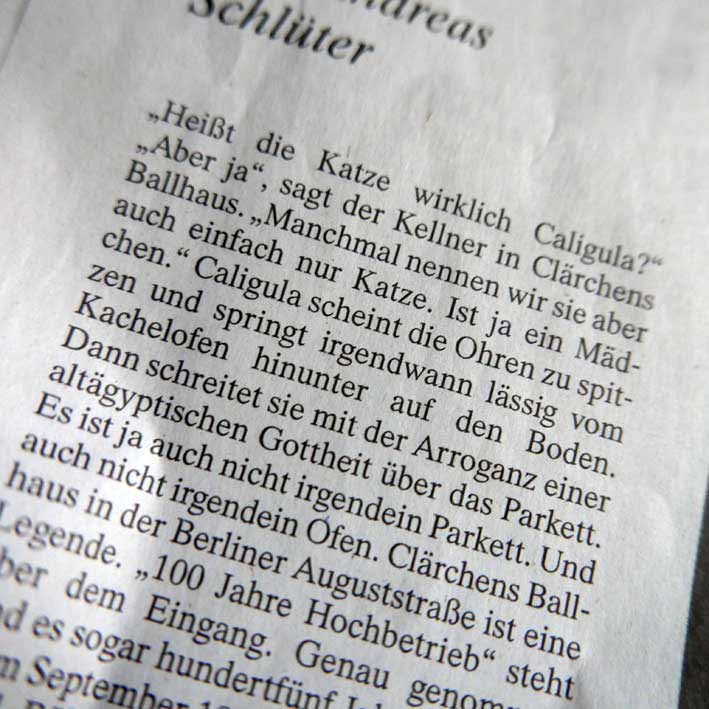 Schlüter
„Heißt die Katze wirklich Caligula?“
„Aber ja“, sagt der Kellner in Clärchens
Ballhaus. „Manchmal nennen wir sie aber
auch einfach nur Katze. Ist ja ein Mäd-
chen.“ Caligula scheint die Ohren zu spit-
zen und springt irgendwann lässig vom
Kachelofen hinunter auf den Boden.
Dann schreitet sie mit der Arroganz einer
altägyptischen Gottheit über das Parkett.
Es ist ja auch nicht irgendein Parkett. Und
auch nicht irgendein Ofen. Clärchens Ball-
haus in der Berliner Auguststraße ist eine
Legende. „100 Jahre Hochbetrieb“ steht
dem Eingang. Genau
es sogar hundertfünf
September